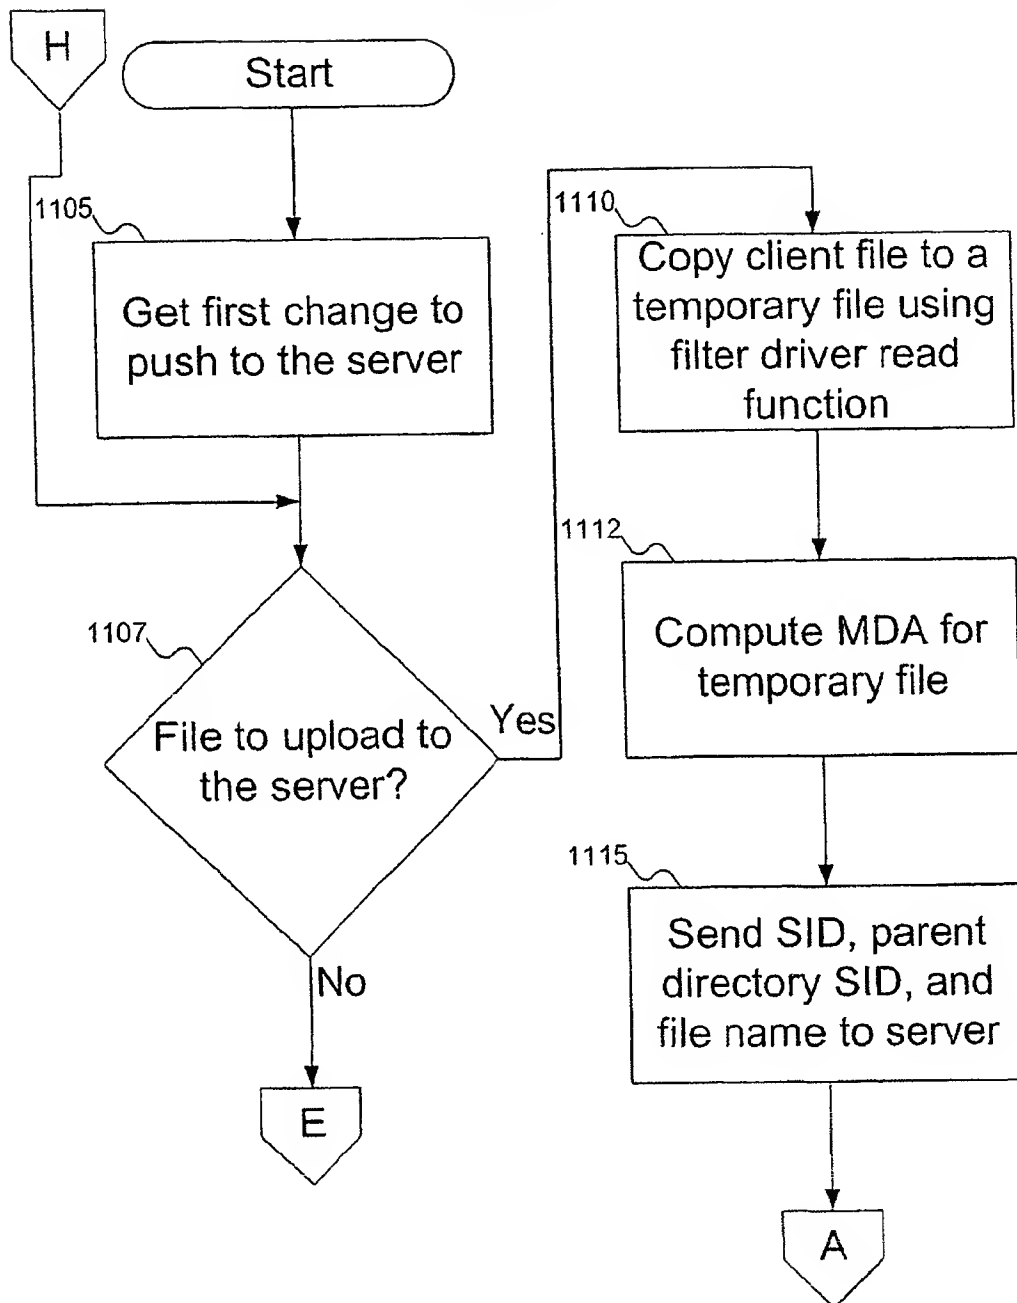 H
Start
1105
Get first change to
push to the server
1107
File to upload to
the server?
Yes
No
E
1110
Copy client file to a
temporary file using
filter driver read
function
1112
Compute MDA for
temporary file
1115
Send SID, parent
directory SID, and
file name to server
A